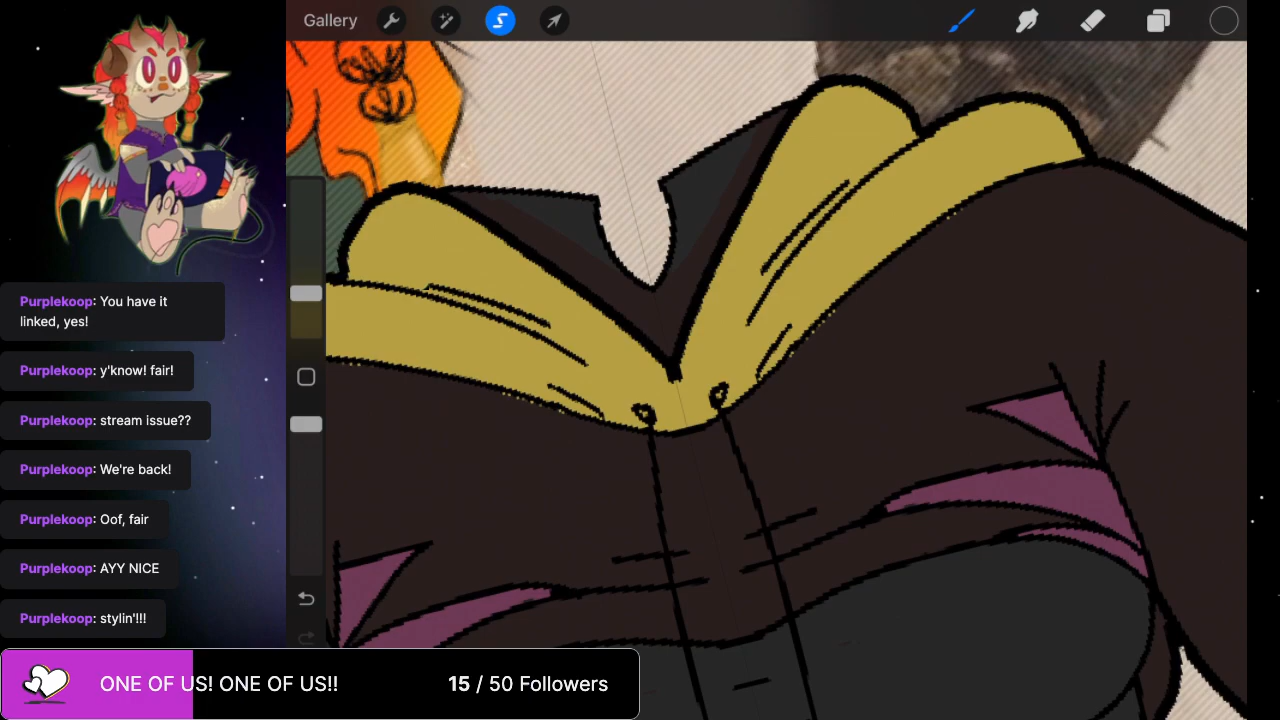 Gallery
Purplekoop: You have it
linked, yes!
Purplekoop: y'know! fair!
Purplekoop: stream issue??
Purplekoop: We're back!
Purplekoop: Oof, fair
Purplekoop: AYY NICE
Purplekoop: stylin'!!!
ONE OF US! ONE OF US!! 15 / 50 Followers